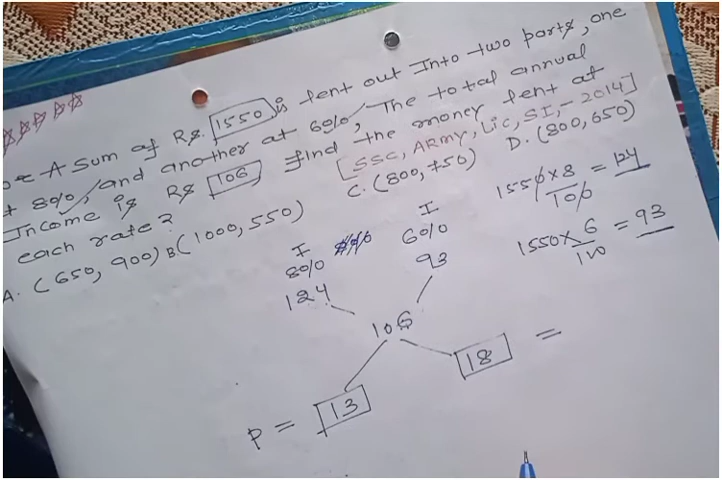 A Sum of Rs. 1550 is lent out Into two parts, one
at 8% and another at 6%, The total annual
Income is Rs 106, find the money lent at
each rate? [SSC, ARMY, LIC, SI, - 2014]
A. (650, 900) B (1000, 550) C. (800, 750) D. (800, 650)
I I
8% 6%
124 93
106
P = 13 18 =
1550 x 8 / 100 = 124
1550 x 6 / 100 = 93